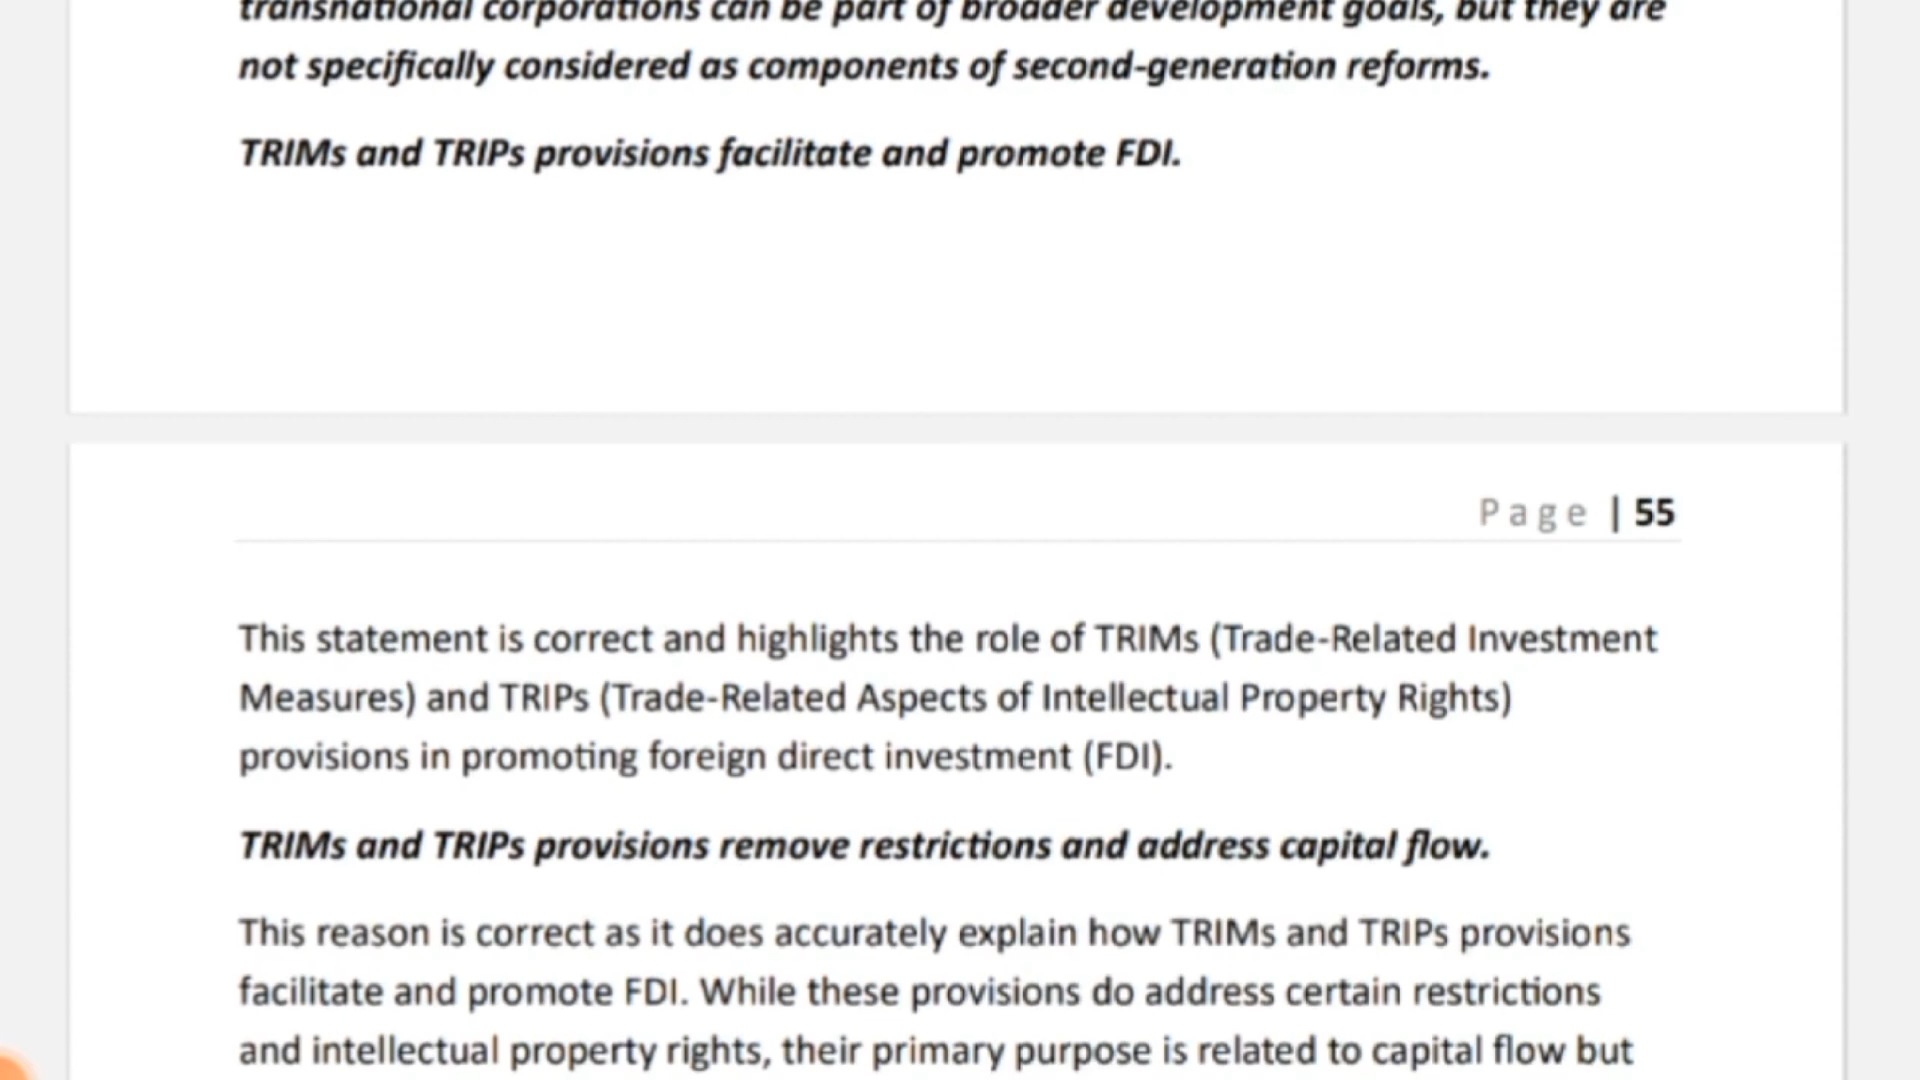 transnational corporations can be part of broader development goals, but they are
not specifically considered as components of second-generation reforms.
TRIMs and TRIPs provisions facilitate and promote FDI.
Page | 55
This statement is correct and highlights the role of TRIMs (Trade-Related Investment
Measures) and TRIPs (Trade-Related Aspects of Intellectual Property Rights)
provisions in promoting foreign direct investment (FDI).
TRIMs and TRIPs provisions remove restrictions and address capital flow.
This reason is correct as it does accurately explain how TRIMs and TRIPs provisions
facilitate and promote FDI. While these provisions do address certain restrictions
and intellectual property rights, their primary purpose is related to capital flow but